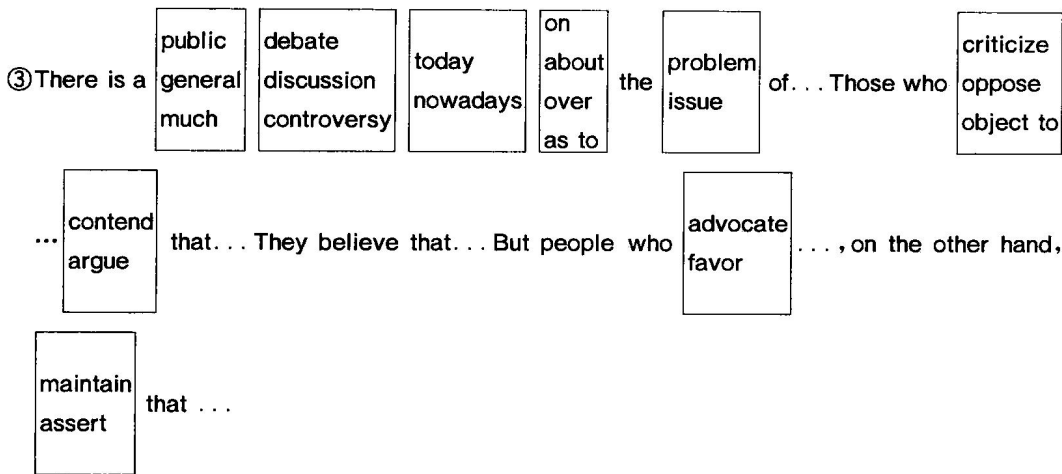 ③There is a public general much debate discussion controversy today nowadays on about over as to the problem issue of... Those who criticize oppose object to
... contend argue that... They believe that... But people who advocate favor ..., on the other hand,
maintain assert that ...